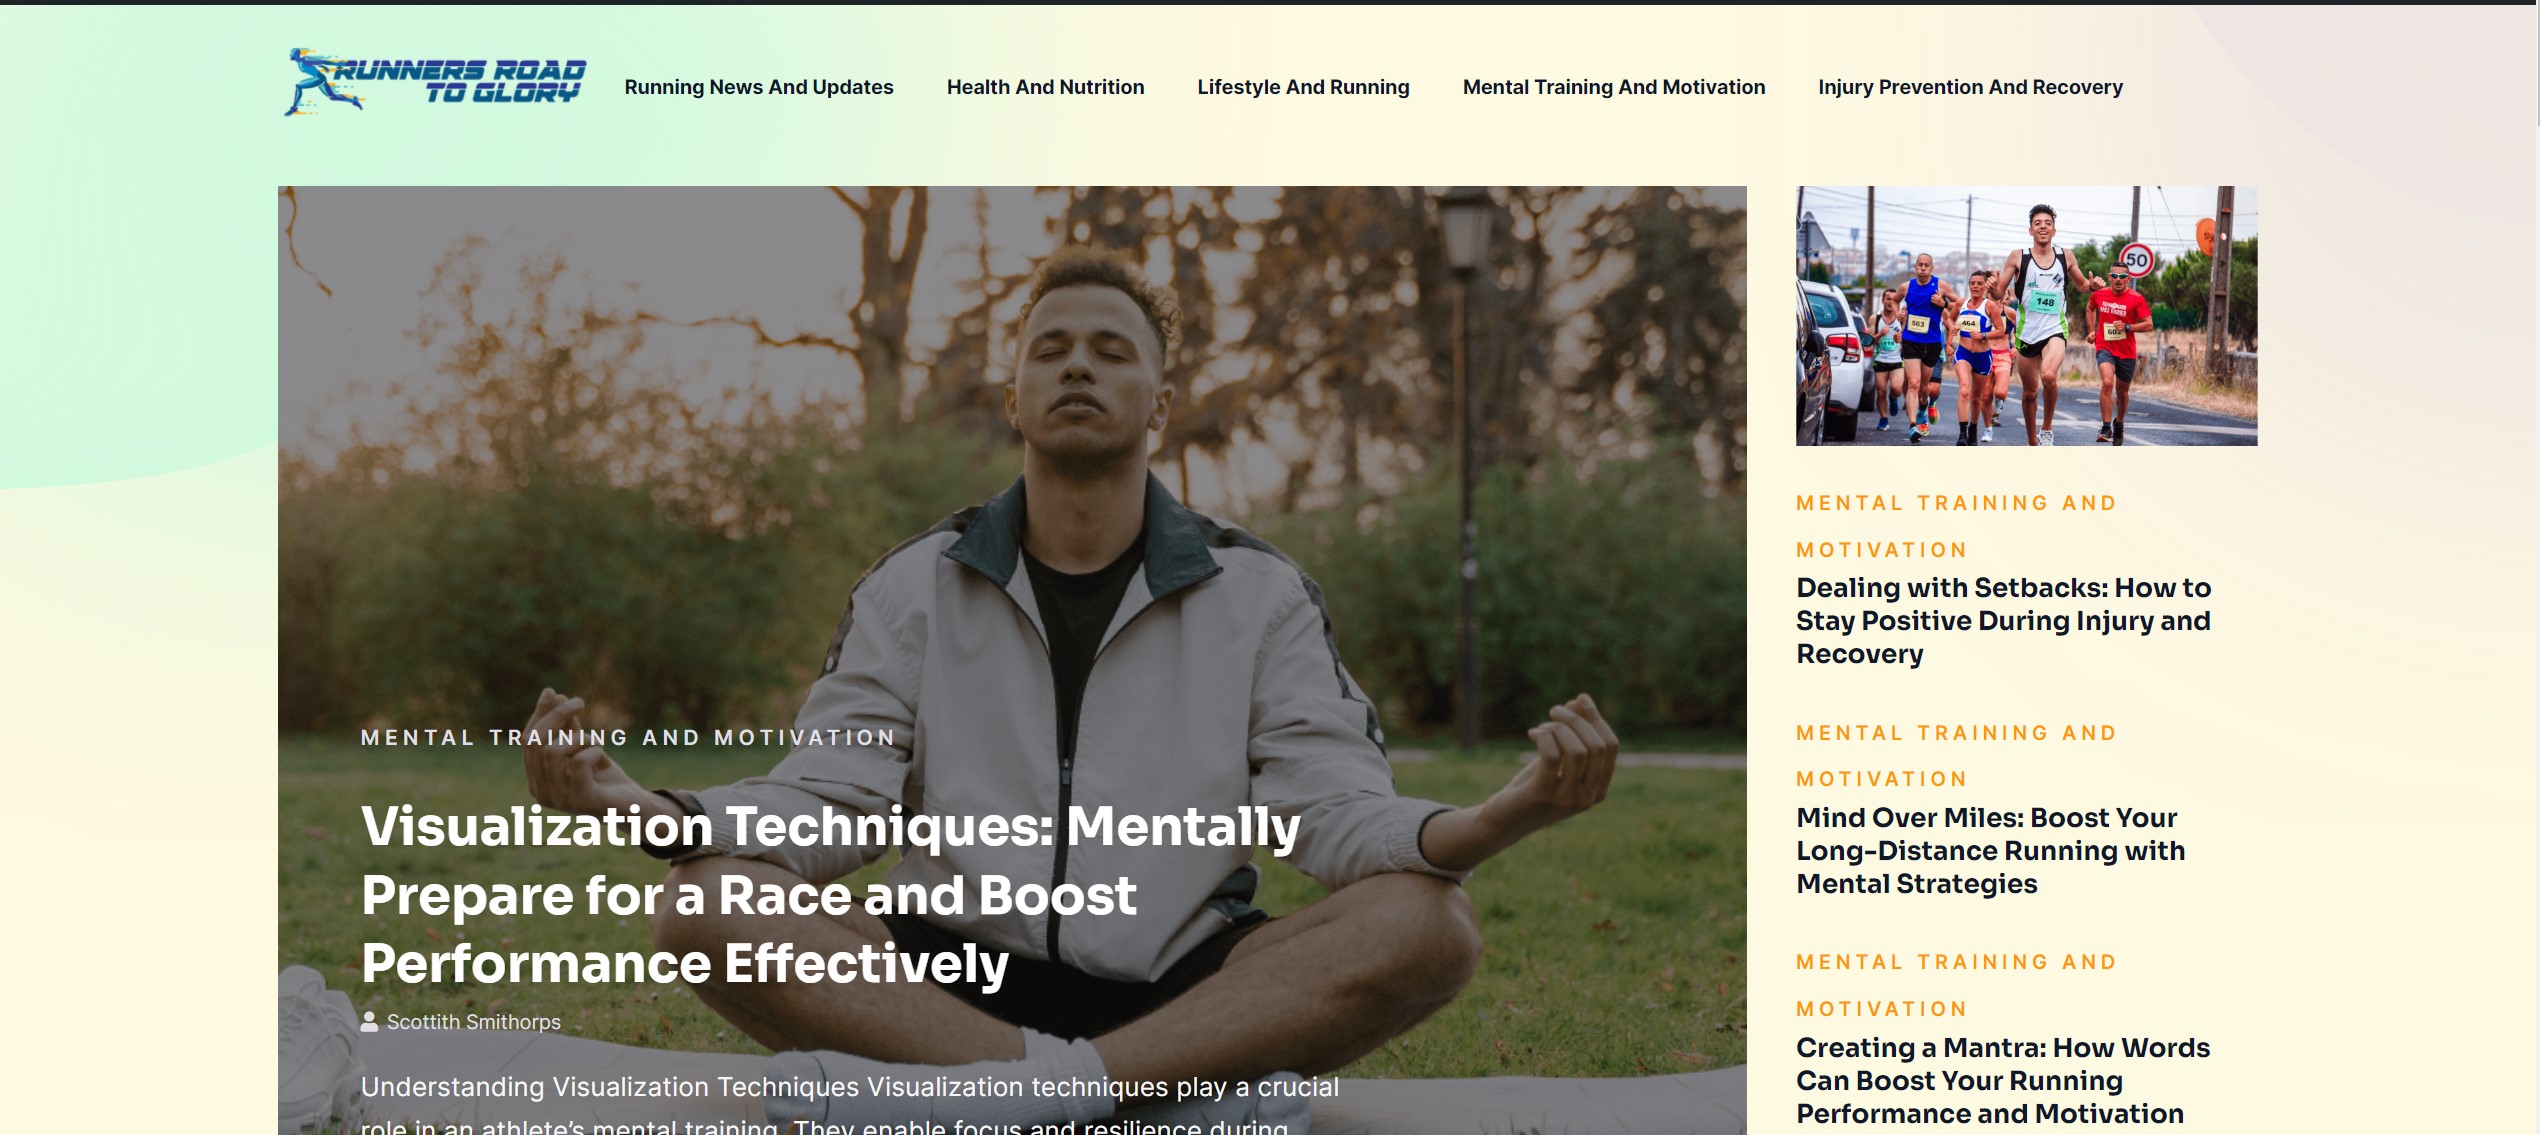 RUNNERS ROAD
TO GLORY
Running News And Updates
Health And Nutrition
Lifestyle And Running
Mental Training And Motivation
Injury Prevention And Recovery
MENTAL TRAINING AND MOTIVATION
Visualization Techniques: Mentally
Prepare for a Race and Boost
Performance Effectively
Scottith Smithorps
Understanding Visualization Techniques Visualization techniques play a crucial
role in an athlete’s mental training. They enable focus and resilience during
50
148
563
464
MENTAL TRAINING AND
MOTIVATION
Dealing with Setbacks: How to
Stay Positive During Injury and
Recovery
MENTAL TRAINING AND
MOTIVATION
Mind Over Miles: Boost Your
Long-Distance Running with
Mental Strategies
MENTAL TRAINING AND
MOTIVATION
Creating a Mantra: How Words
Can Boost Your Running
Performance and Motivation